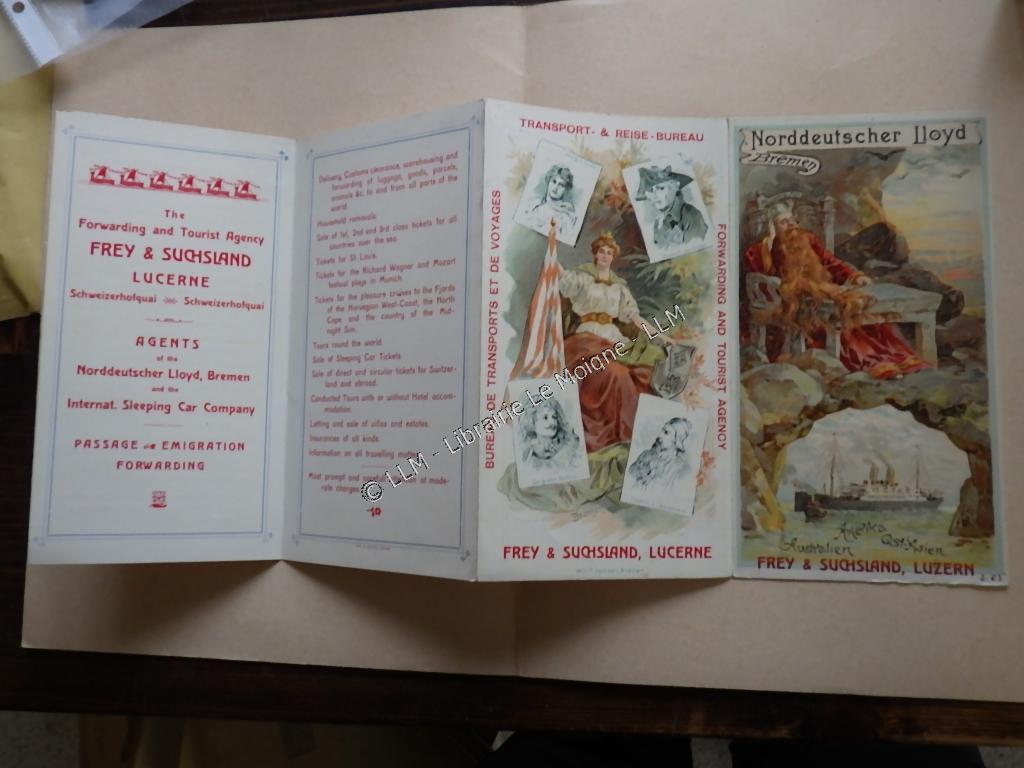 The
Forwarding and Tourist Agency
FREY & SUCHSLAND
LUCERNE
Schweizerhofquai Schweizerhofquai
AGENTS
of the
Norddeutscher Lloyd, Bremen
and the
Internat. Sleeping Car Company
PASSAGE EMIGRATION
FORWARDING
Delivery, Customs clearance, warehousing and
forwarding of luggage, goods, parcels,
animals &c. to and from all parts of the
world.
Household removals.
Sale of 1st, 2nd and 3rd class tickets for all
countries over the sea.
Tickets for St. Louis.
Tickets for the Richard Wagner and Mozart
festival plays in Munich.
Tickets for the pleasure cruises to the Fjords
of the Norwegian West-Coast, the North
Cape and the country of the Mid-
night Sun.
Tours round the world.
Sale of Sleeping Car Tickets.
Sale of direct and circular tickets for Switzer-
land and abroad.
Conducted Tours with or without Hotel accom-
modation.
Letting and sale of villas and estates.
Insurances of all kinds.
Information on all travelling
Most prompt and at mode-
rate charges
TRANSPORT- & REISE-BUREAU
BUREAU DE TRANSPORTS ET DE VOYAGES
FORWARDING AND TOURIST AGENCY
FREY & SUCHSLAND, LUCERNE
Norddeutscher Lloyd
Bremen
Amerika
Australien Ost-Asien
FREY & SUCHSLAND, LUZERN
© LLM - Librairie Le Moigne - LLM